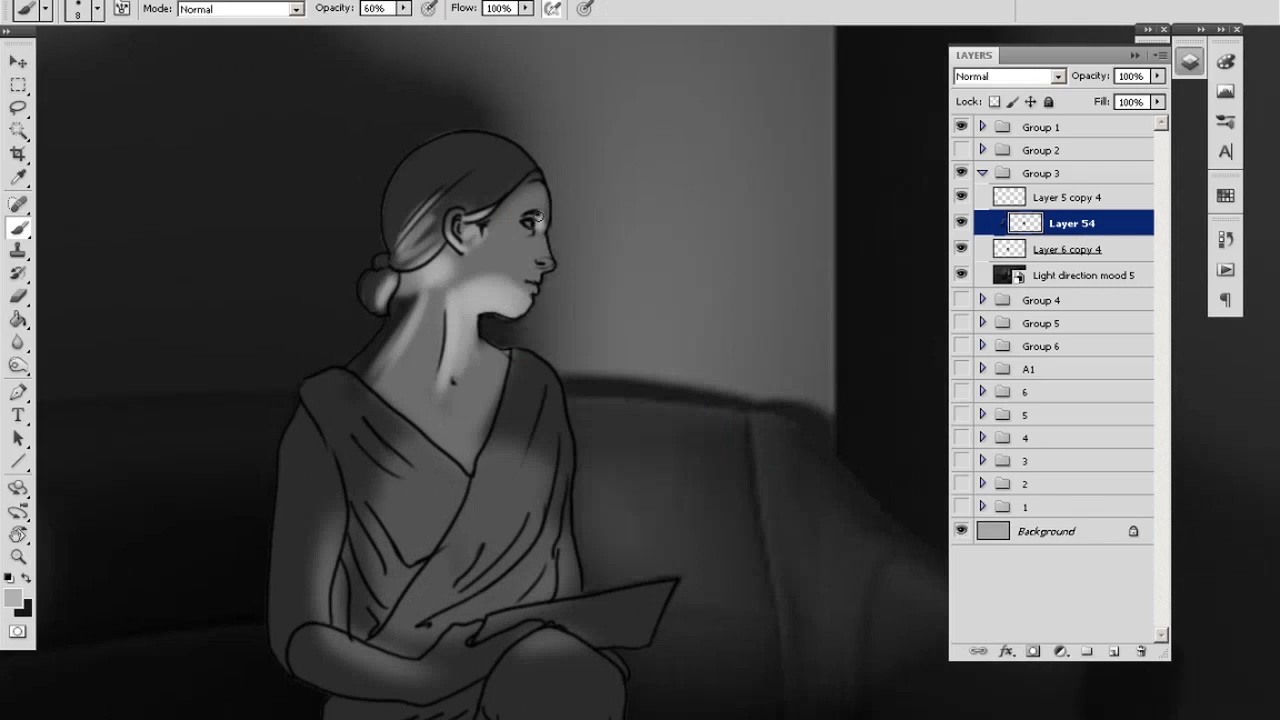 8 Mode: Normal Opacity: 60% Flow: 100%
LAYERS
Normal Opacity: 100%
Lock: Fill: 100%
Group 1
Group 2
Group 3
Layer 5 copy 4
Layer 54
Layer 6 copy 4
Light direction mood 5
Group 4
Group 5
Group 6
A1
6
5
4
3
2
1
Background